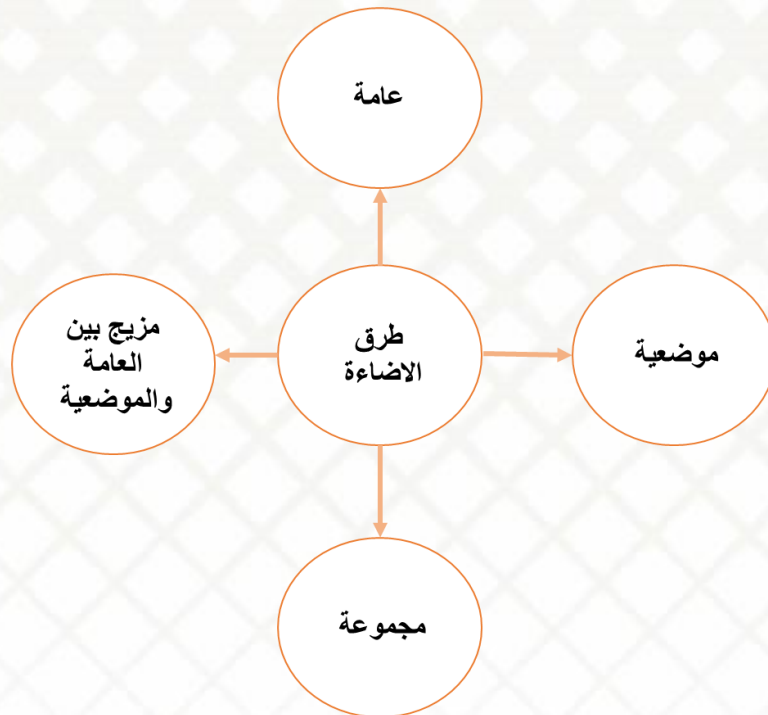 عامة
موضعية
طرق
الاضاءة
مزيج بين
العامة
والموضعية
مجموعة